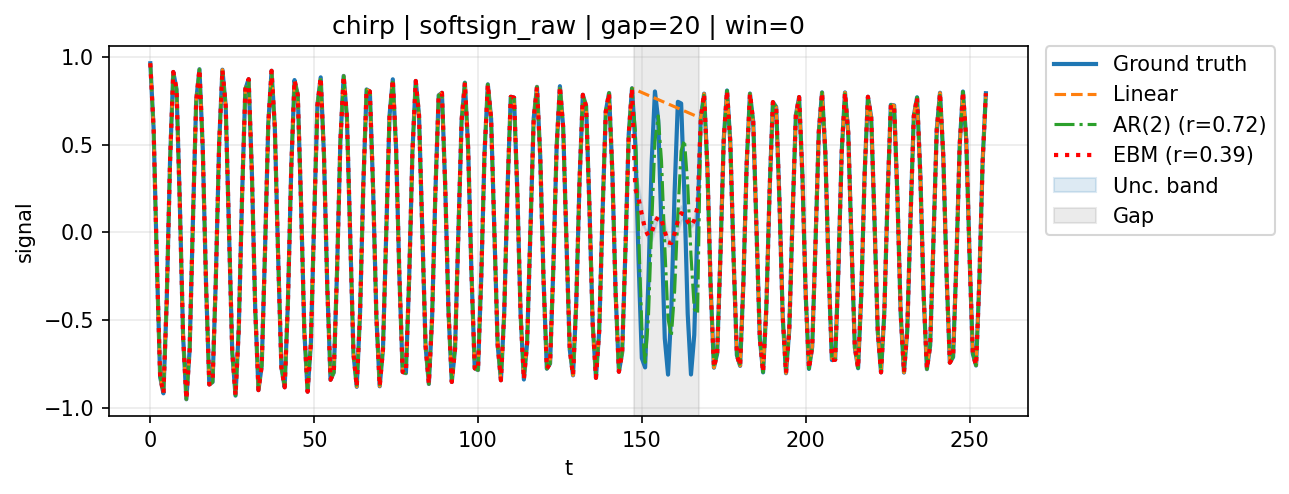 chirp | softsign_raw | gap=20 | win=0
1.0
0.5
0.0
−0.5
−1.0
signal
0 50 100 150 200 250
t
Ground truth
Linear
AR(2) (r=0.72)
EBM (r=0.39)
Unc. band
Gap